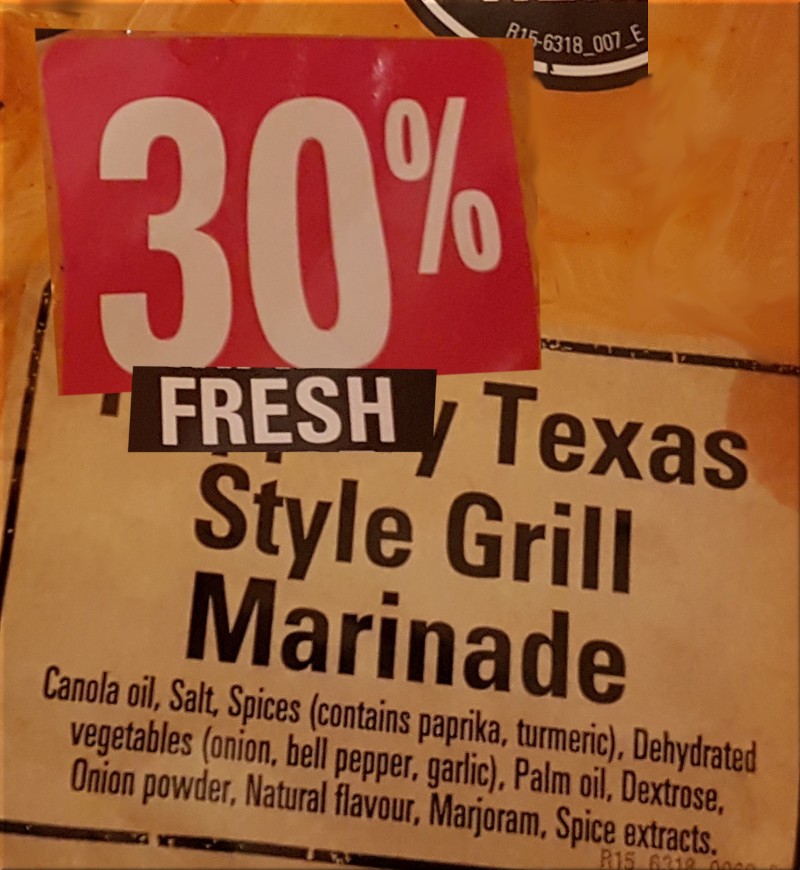 R15-6318_007_E
30%
FRESH
Texas
Style Grill
Marinade
Canola oil, Salt, Spices (contains paprika, turmeric), Dehydrated
vegetables (onion, bell pepper, garlic), Palm oil, Dextrose,
Onion powder, Natural flavour, Marjoram, Spice extracts.